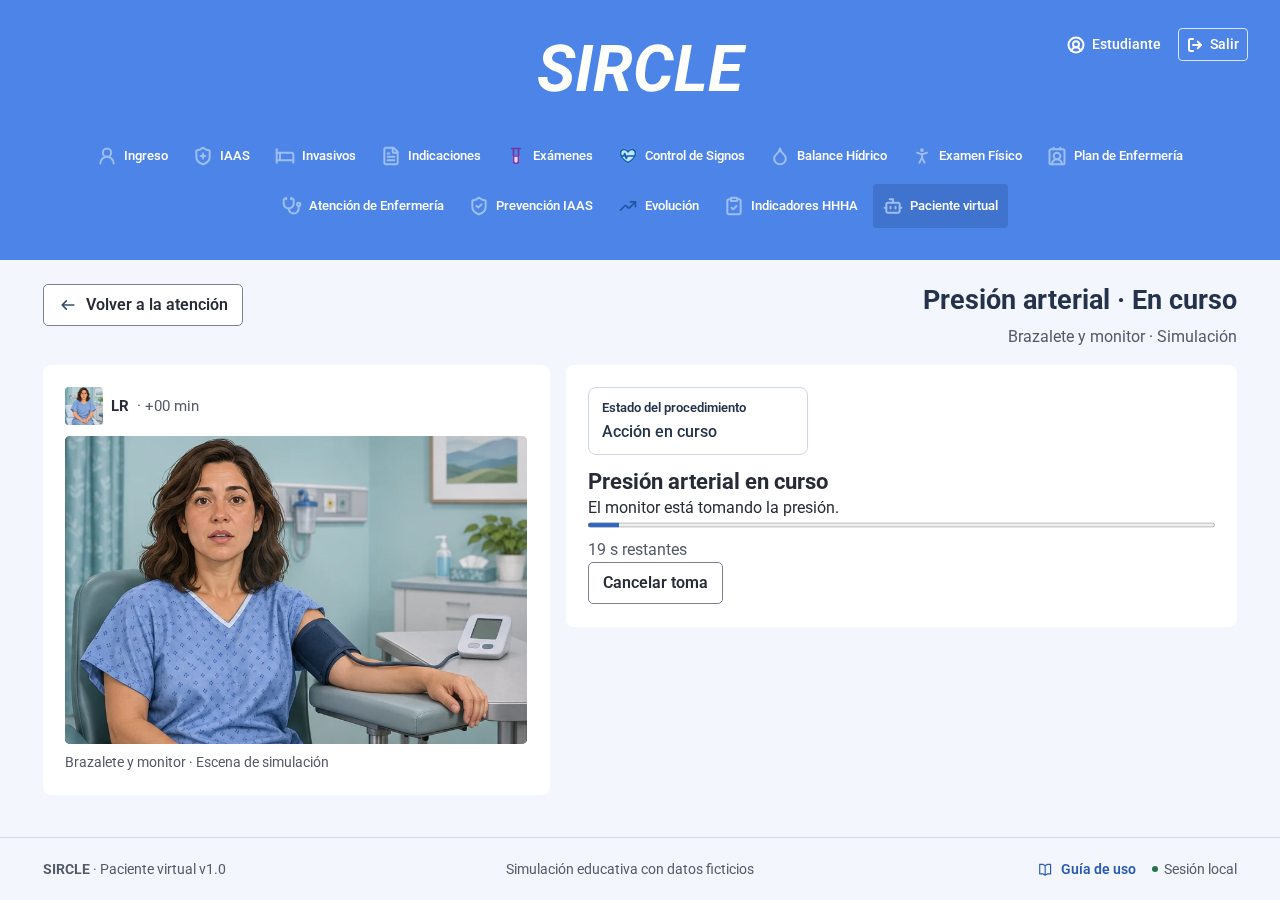 SIRCLE
Estudiante
Salir
Ingreso
IAAS
Invasivos
Indicaciones
Exámenes
Control de Signos
Balance Hídrico
Examen Físico
Plan de Enfermería
Atención de Enfermería
Prevención IAAS
Evolución
Indicadores HHHA
Paciente virtual
Volver a la atención
Presión arterial · En curso
Brazalete y monitor · Simulación
LR · +00 min
Brazalete y monitor · Escena de simulación
Estado del procedimiento
Acción en curso
Presión arterial en curso
El monitor está tomando la presión.
19 s restantes
Cancelar toma
SIRCLE · Paciente virtual v1.0
Simulación educativa con datos ficticios
Guía de uso
Sesión local